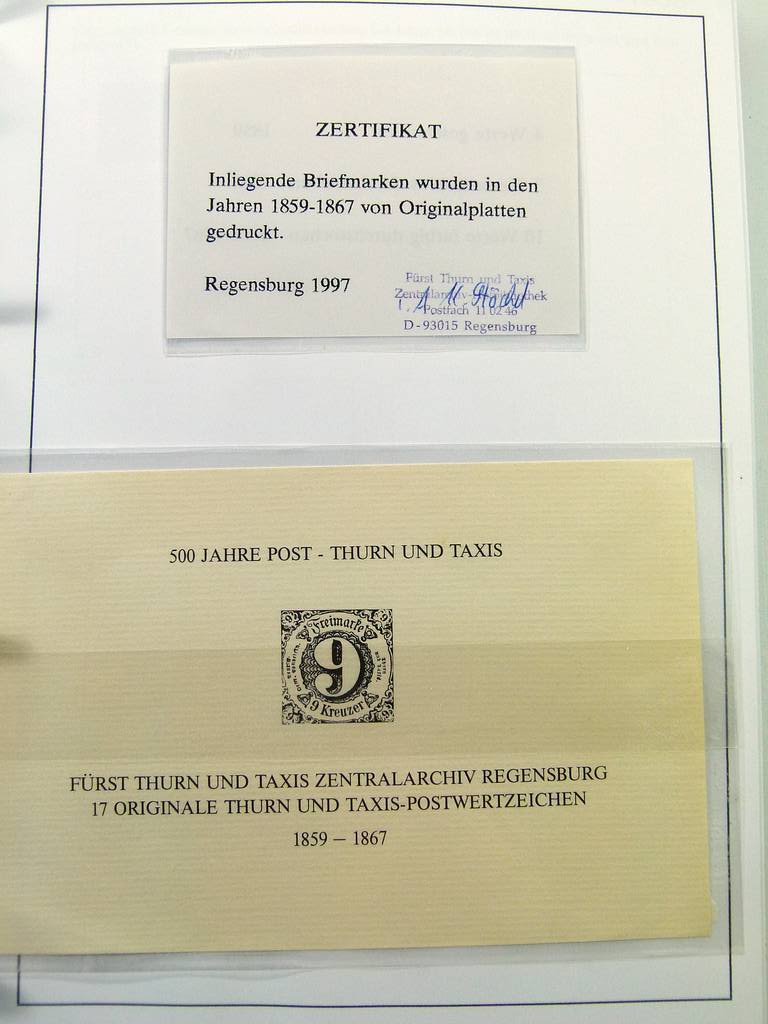 ZERTIFIKAT
Inliegende Briefmarken wurden in den
Jahren 1859-1867 von Originalplatten
gedruckt.
Regensburg 1997
Fürst Thurn und Taxis
Postfach 11 02 46
D-93015 Regensburg
500 JAHRE POST - THURN UND TAXIS
Freimarke
9
9 Kreuzer
FÜRST THURN UND TAXIS ZENTRALARCHIV REGENSBURG
17 ORIGINALE THURN UND TAXIS-POSTWERTZEICHEN
1859 – 1867